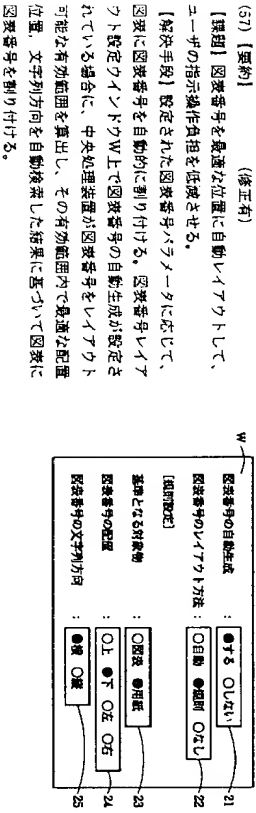 (57)【要約】 (修正有)
【課題】図表番号を最適な位置に自動レイアウトして、
ユーザの指示操作負担を低減させる。
【解決手段】設定された図表番号パラメータに応じて、
図表に図表番号を自動的に割り付ける。図表番号レイア
ウト設定ウインドウW上で図表番号の自動生成が設定さ
れている場合に、中央処理装置が図表番号をレイアウト
可能な有効範囲を算出し、その有効範囲内で最適な配置
位置、文字列方向を自動検索した結果に基づいて図表に
図表番号を割り付ける。
W
図表番号の自動生成 : ●する ○しない 21
図表番号のレイアウト方法 : ○自動 ●規則 ○なし 22
[規則設定]
基準となる対象物 : ○図表 ●用紙 23
図表番号の配置 : ○上 ●下 ○左 ○右 24
図表番号の文字列方向 : ●横 ○縦 25